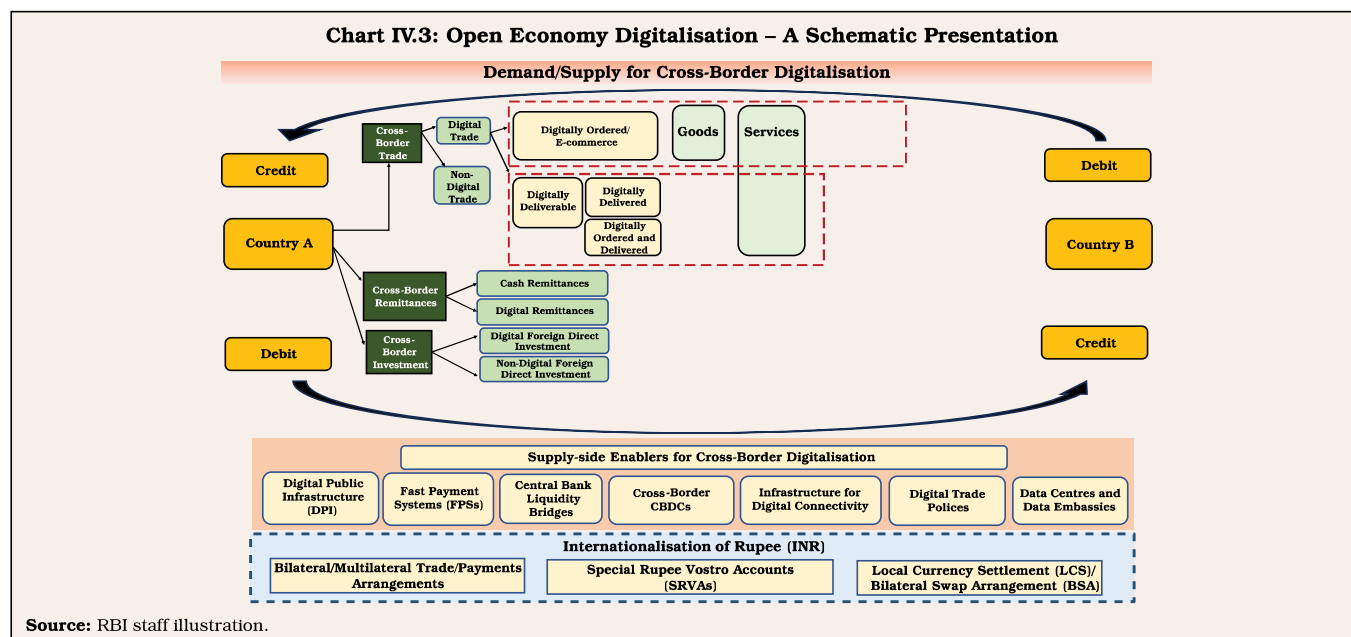 Chart IV.3: Open Economy Digitalisation – A Schematic Presentation
Demand/Supply for Cross-Border Digitalisation
Credit
Country A
Debit
Cross-
Border
Trade
Digital
Trade
Non-
Digital
Trade
Digitally Ordered/
E-commerce
Goods
Services
Digitally
Deliverable
Digitally
Delivered
Digitally
Ordered and
Delivered
Cross-Border
Remittances
Cash Remittances
Digital Remittances
Cross-
Border
Investment
Digital Foreign Direct
Investment
Non-Digital Foreign
Direct Investment
Debit
Country B
Credit
Supply-side Enablers for Cross-Border Digitalisation
Digital Public
Infrastructure
(DPI)
Fast Payment
Systems (FPSs)
Central Bank
Liquidity
Bridges
Cross-Border
CBDCs
Infrastructure for
Digital Connectivity
Digital Trade
Polices
Data Centres and
Data Embassies
Internationalisation of Rupee (INR)
Bilateral/Multilateral Trade/Payments
Arrangements
Special Rupee Vostro Accounts
(SRVAs)
Local Currency Settlement (LCS)/
Bilateral Swap Arrangement (BSA)
Source: RBI staff illustration.